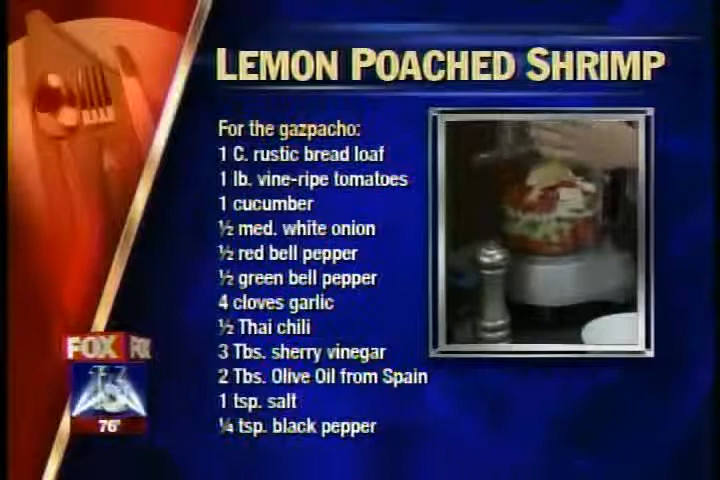 LEMON POACHED SHRIMP
For the gazpacho:
1 C. rustic bread loaf
1 lb. vine-ripe tomatoes
1 cucumber
½ med. white onion
½ red bell pepper
½ green bell pepper
4 cloves garlic
½ Thai chili
3 Tbs. sherry vinegar
2 Tbs. Olive Oil from Spain
1 tsp. salt
¼ tsp. black pepper
FOX
76°